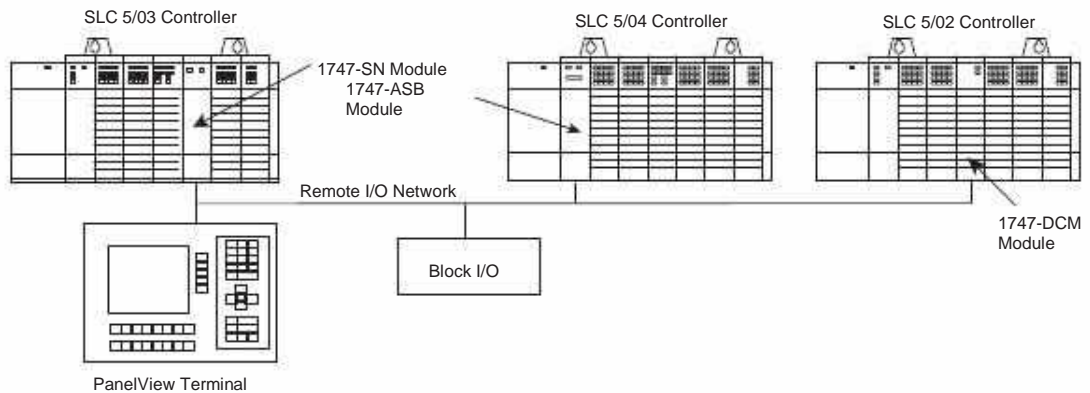 SLC 5/03 Controller
SLC 5/04 Controller
SLC 5/02 Controller
1747-SN Module
1747-ASB
Module
Remote I/O Network
1747-DCM
Module
Block I/O
PanelView Terminal